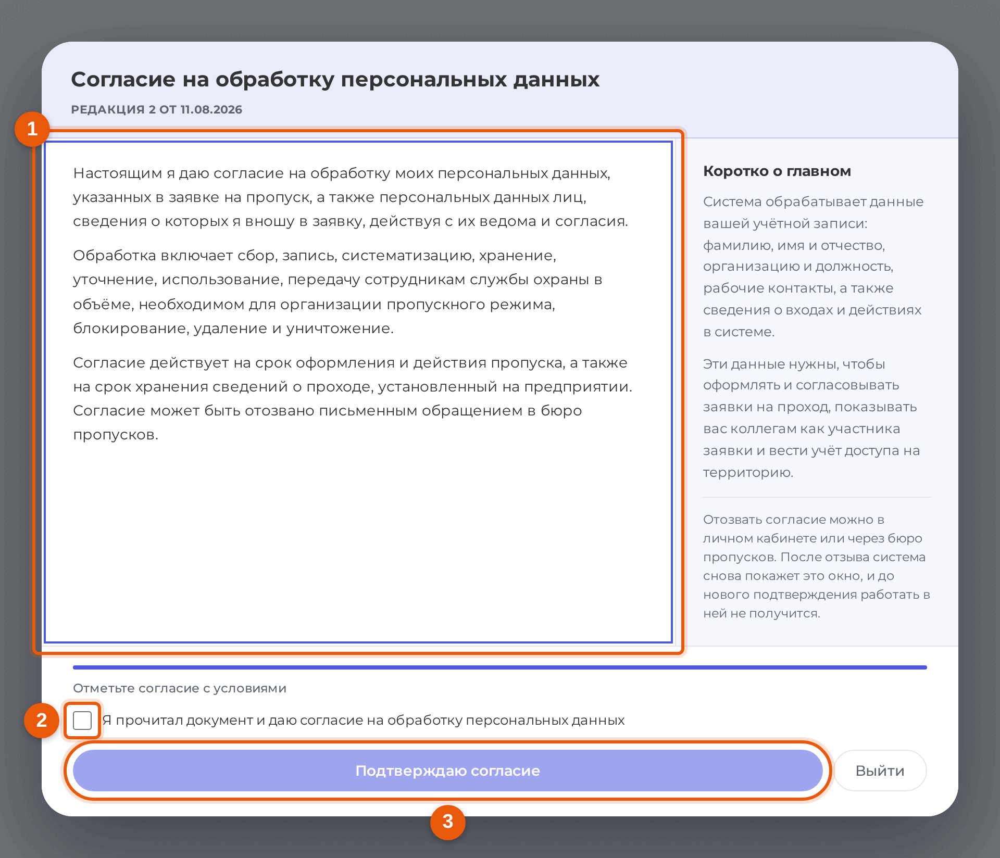 Согласие на обработку персональных данных
РЕДАКЦИЯ 2 ОТ 11.08.2026
1
Настоящим я даю согласие на обработку моих персональных данных,
указанных в заявке на пропуск, а также персональных данных лиц,
сведения о которых я вношу в заявку, действуя с их ведома и согласия.
Обработка включает сбор, запись, систематизацию, хранение,
уточнение, использование, передачу сотрудникам службы охраны в
объёме, необходимом для организации пропускного режима,
блокирование, удаление и уничтожение.
Согласие действует на срок оформления и действия пропуска, а также
на срок хранения сведений о проходе, установленный на предприятии.
Согласие может быть отозвано письменным обращением в бюро
пропусков.
Коротко о главном
Система обрабатывает данные
вашей учётной записи:
фамилию, имя и отчество,
организацию и должность,
рабочие контакты, а также
сведения о входах и действиях
в системе.
Эти данные нужны, чтобы
оформлять и согласовывать
заявки на проход, показывать
вас коллегам как участника
заявки и вести учёт доступа на
территорию.
Отозвать согласие можно в
личном кабинете или через бюро
пропусков. После отзыва система
снова покажет это окно, и до
нового подтверждения работать в
ней не получится.
Отметьте согласие с условиями
2
Я прочитал документ и даю согласие на обработку персональных данных
Подтверждаю согласие
Выйти
3